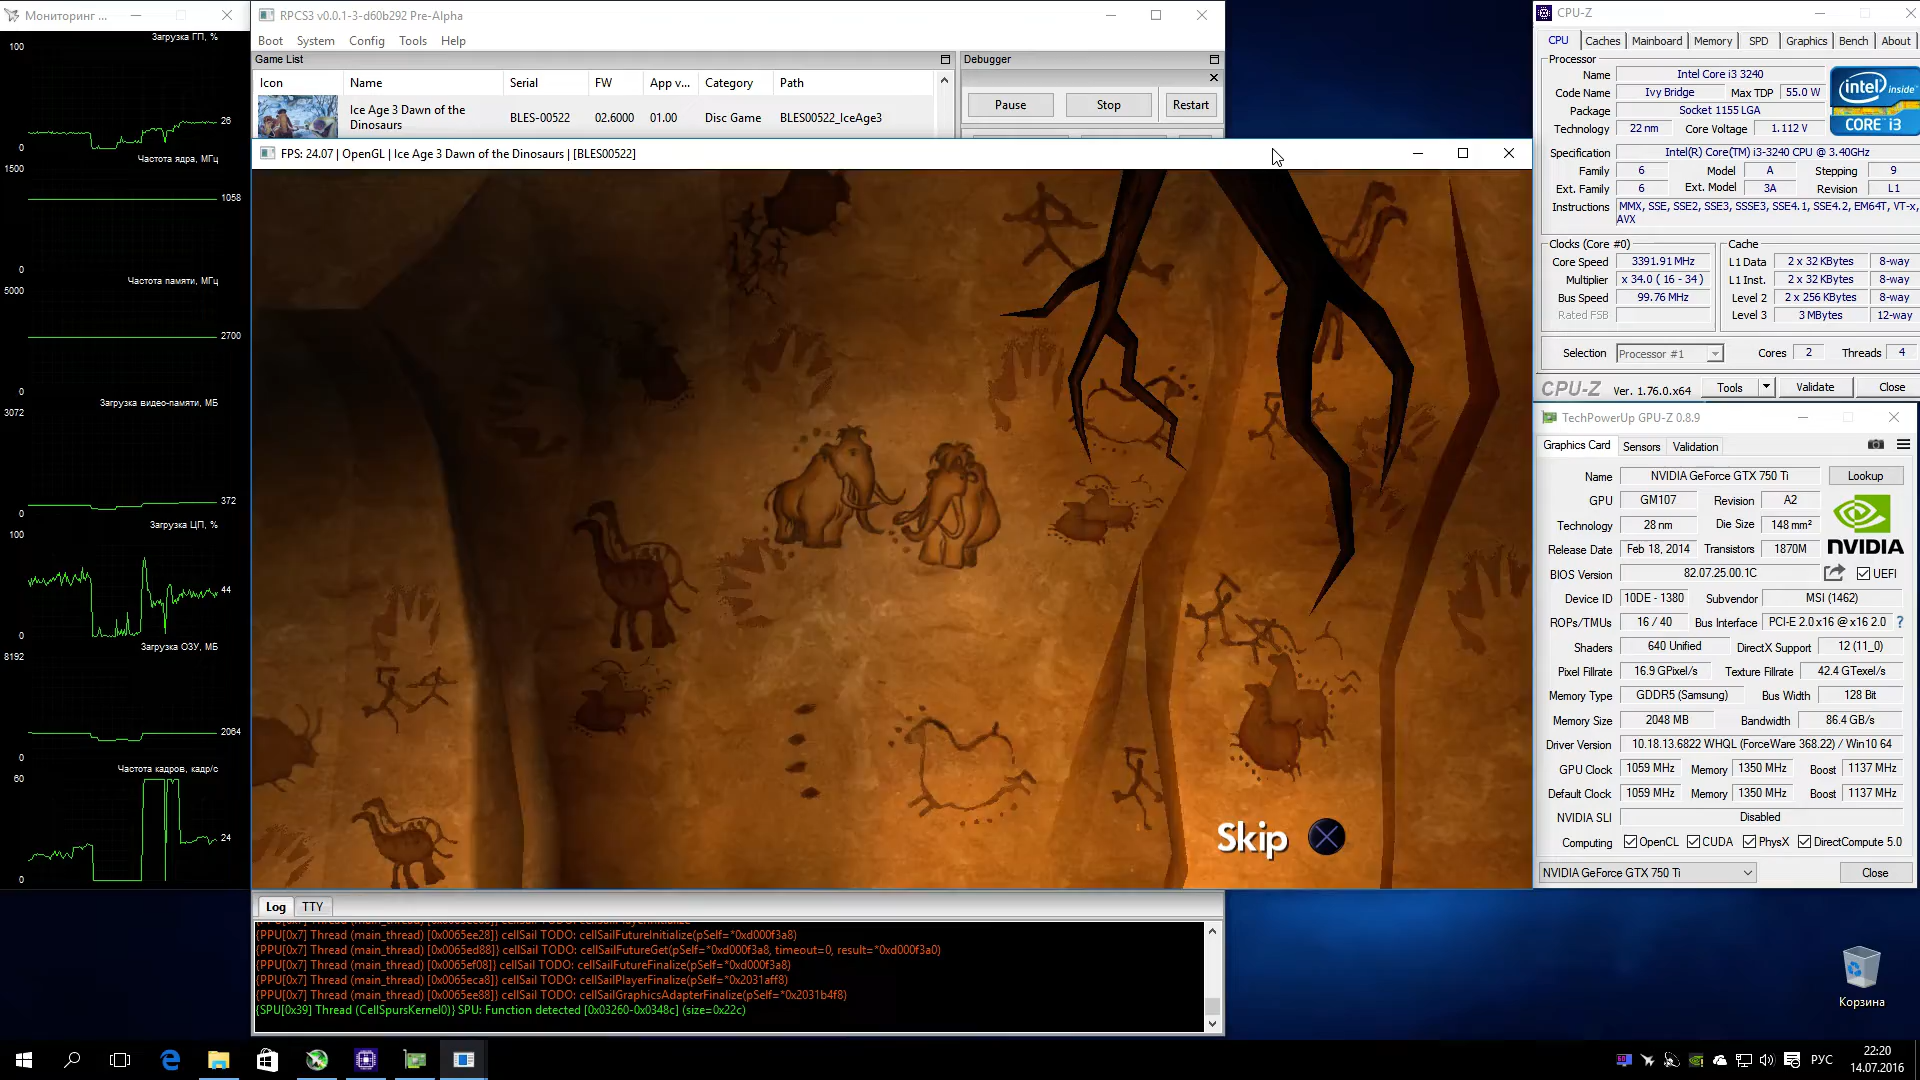 Мониторинг ...
Загрузка ГП, %
100
28
0
Частота ядра, МГц
1500
1058
0
Частота памяти, МГц
5000
2700
0
Загрузка видео-памяти, МБ
3072
372
0
Загрузка ЦП, %
100
44
0
Загрузка ОЗУ, МБ
8192
2064
0
Частота кадров, кадр/с
60
24
0
RPCS3 v0.0.1-3-d60b292 Pre-Alpha
Boot System Config Tools Help
Game List
Icon Name Serial FW App v... Category Path
Ice Age 3 Dawn of the
Dinosaurs
BLES-00522 02.6000 01.00 Disc Game BLES00522_IceAge3
Debugger
Pause Stop Restart
FPS: 24.07 | OpenGL | Ice Age 3 Dawn of the Dinosaurs | [BLES00522]
Skip
Log TTY
{PPU[0x7] Thread (main_thread) [0x0065ee28]} cellSail TODO: cellSailFutureInitialize(pSelf=*0xd000f3a8)
{PPU[0x7] Thread (main_thread) [0x0065ed88]} cellSail TODO: cellSailFutureGet(pSelf=*0xd000f3a8, timeout=0, result=*0xd000f3a0)
{PPU[0x7] Thread (main_thread) [0x0065ef08]} cellSail TODO: cellSailFutureFinalize(pSelf=*0xd000f3a8)
{PPU[0x7] Thread (main_thread) [0x0065eca8]} cellSail TODO: cellSailPlayerFinalize(pSelf=*0x2031aff8)
{PPU[0x7] Thread (main_thread) [0x0065ee88]} cellSail TODO: cellSailGraphicsAdapterFinalize(pSelf=*0x2031b4f8)
{SPU[0x39] Thread (CellSpursKernel0)} SPU: Function detected [0x03260-0x0348c] (size=0x22c)
CPU-Z
CPU Caches Mainboard Memory SPD Graphics Bench About
Processor
Name Intel Core i3 3240
Code Name Ivy Bridge Max TDP 55.0 W
Package Socket 1155 LGA
Technology 22 nm Core Voltage 1.112 V
intel inside
CORE i3
Specification Intel(R) Core(TM) i3-3240 CPU @ 3.40GHz
Family 6 Model A Stepping 9
Ext. Family 6 Ext. Model 3A Revision L1
Instructions MMX, SSE, SSE2, SSE3, SSSE3, SSE4.1, SSE4.2, EM64T, VT-x,
AVX
Clocks (Core #0)
Core Speed 3391.91 MHz
Multiplier x 34.0 ( 16 - 34 )
Bus Speed 99.76 MHz
Rated FSB
Cache
L1 Data 2 x 32 KBytes 8-way
L1 Inst. 2 x 32 KBytes 8-way
Level 2 2 x 256 KBytes 8-way
Level 3 3 MBytes 12-way
Selection Processor #1 Cores 2 Threads 4
CPU-Z Ver. 1.76.0.x64 Tools Validate Close
TechPowerUp GPU-Z 0.8.9
Graphics Card Sensors Validation
Name NVIDIA GeForce GTX 750 Ti Lookup
GPU GM107 Revision A2
Technology 28 nm Die Size 148 mm²
Release Date Feb 18, 2014 Transistors 1870M
NVIDIA
BIOS Version 82.07.25.00.1C UEFI
Device ID 10DE - 1380 Subvendor MSI (1462)
ROPs/TMUs 16 / 40 Bus Interface PCI-E 2.0 x16 @ x16 2.0 ?
Shaders 640 Unified DirectX Support 12 (11_0)
Pixel Fillrate 16.9 GPixel/s Texture Fillrate 42.4 GTexel/s
Memory Type GDDR5 (Samsung) Bus Width 128 Bit
Memory Size 2048 MB Bandwidth 86.4 GB/s
Driver Version 10.18.13.6822 WHQL (ForceWare 368.22) / Win10 64
GPU Clock 1059 MHz Memory 1350 MHz Boost 1137 MHz
Default Clock 1059 MHz Memory 1350 MHz Boost 1137 MHz
NVIDIA SLI Disabled
Computing OpenCL CUDA PhysX DirectCompute 5.0
NVIDIA GeForce GTX 750 Ti Close
Корзина
РУС
22:20
14.07.2016